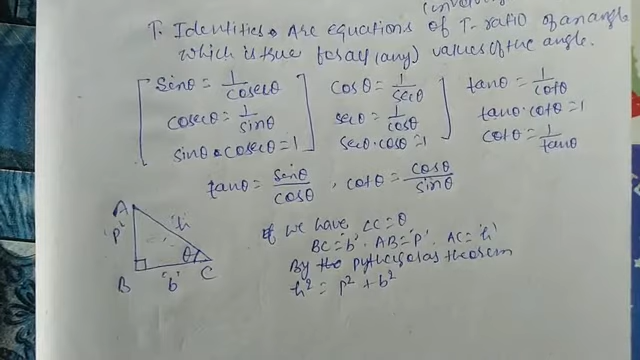 T. Identities. Are equations of T-ratio of an angle
which is true for all (any) values of the angle.
sinθ = 1/cosecθ cosθ = 1/secθ tanθ = 1/cotθ
cosecθ = 1/sinθ secθ = 1/cosθ tanθ·cotθ = 1
sinθ·cosecθ = 1 secθ·cosθ = 1 cotθ = 1/tanθ
tanθ = sinθ/cosθ , cotθ = cosθ/sinθ
A
'p' 'h'
θ
B 'b' C
If we have ∠C = θ
BC = 'b' . AB = 'p' . AC = 'h'
By the pythagoras theorem
h² = p² + b²